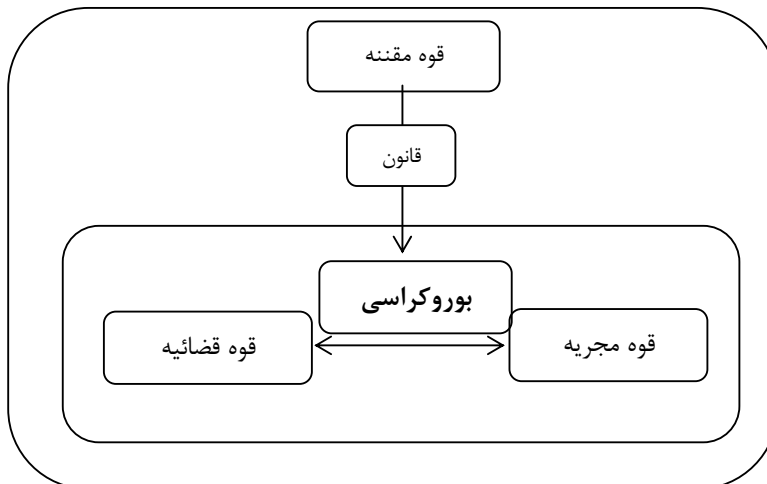 قوه مقننه
قانون
بوروکراسی
قوه مجریه
قوه قضائیه